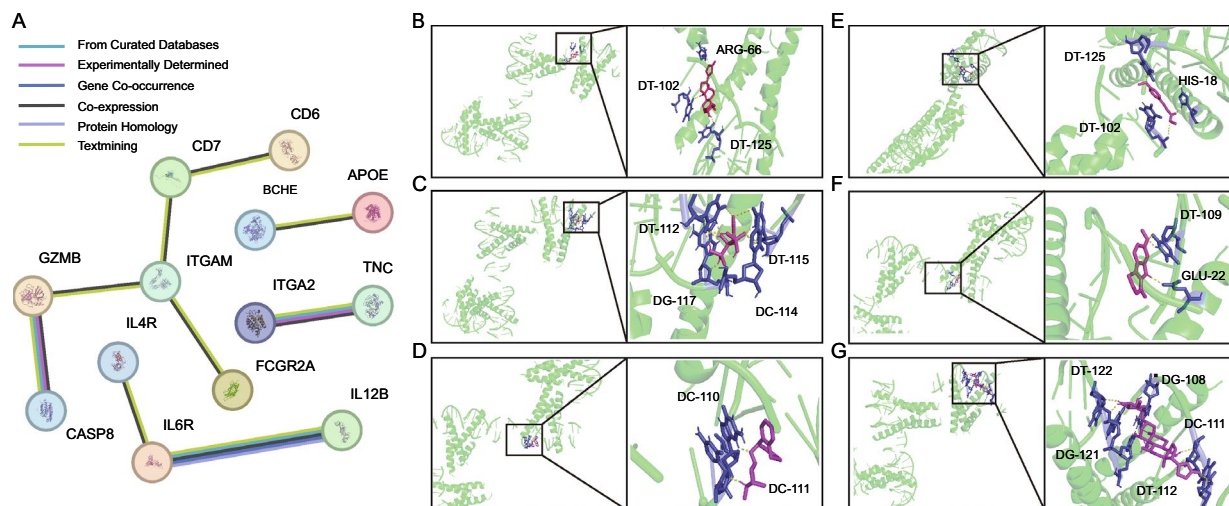 A
From Curated Databases
Experimentally Determined
Gene Co-occurrence
Co-expression
Protein Homology
Textmining
CD6
CD7
BCHE
APOE
GZMB
ITGAM
ITGA2
TNC
IL4R
FCGR2A
IL12B
CASP8
IL6R
B
ARG-66
DT-102
DT-125
C
DT-112
DT-115
DG-117
DC-114
D
DC-110
DC-111
E
DT-125
HIS-18
DT-102
F
DT-109
GLU-22
G
DT-122
DG-108
DC-111
DG-121
DT-112